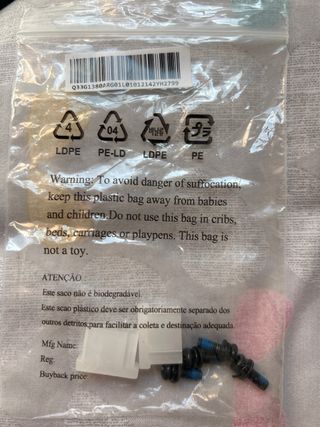 Q33G1380ARG01L01012142YH2799
4
04
LDPE
PE-LD
LDPE
PE
Warning: To avoid danger of suffocation,
keep this plastic bag away from babies
and children.Do not use this bag in cribs,
beds, carriages or playpens. This bag is
not a toy.
ATENÇÃO
Este saco não é biodegradável.
Este scao plástico deve ser obrigatoriamente separado dos
outros detritos,para facilitar a coleta e destinação adequada.
Mfg Name:
Reg.
Buyback price